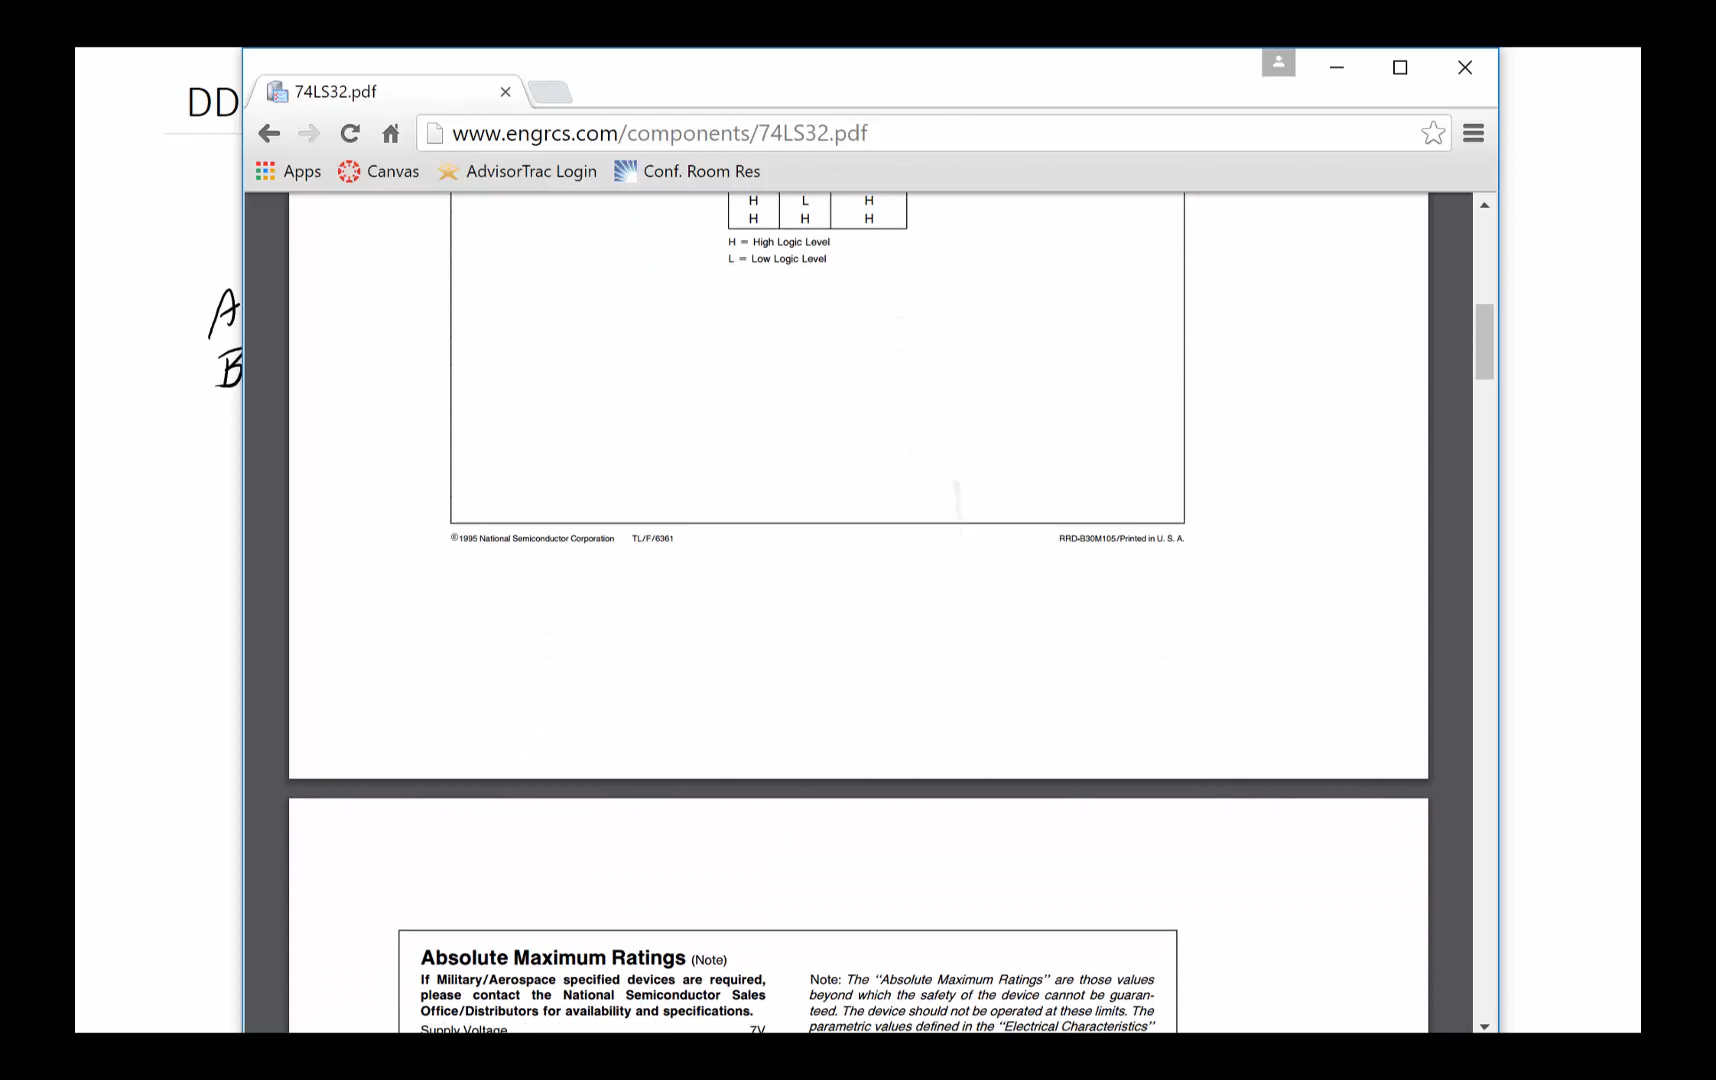 DD
A
B
74LS32.pdf
www.engrcs.com/components/74LS32.pdf
Apps Canvas AdvisorTrac Login Conf. Room Res
H L H
H H H
H = High Logic Level
L = Low Logic Level
©1995 National Semiconductor Corporation TL/F/6361 RRD-B30M105/Printed in U. S. A.
Absolute Maximum Ratings (Note)
If Military/Aerospace specified devices are required,
please contact the National Semiconductor Sales
Office/Distributors for availability and specifications.
Supply Voltage 7V
Note: The ‘‘Absolute Maximum Ratings’’ are those values
beyond which the safety of the device cannot be guaran-
teed. The device should not be operated at these limits. The
parametric values defined in the ‘‘Electrical Characteristics’’